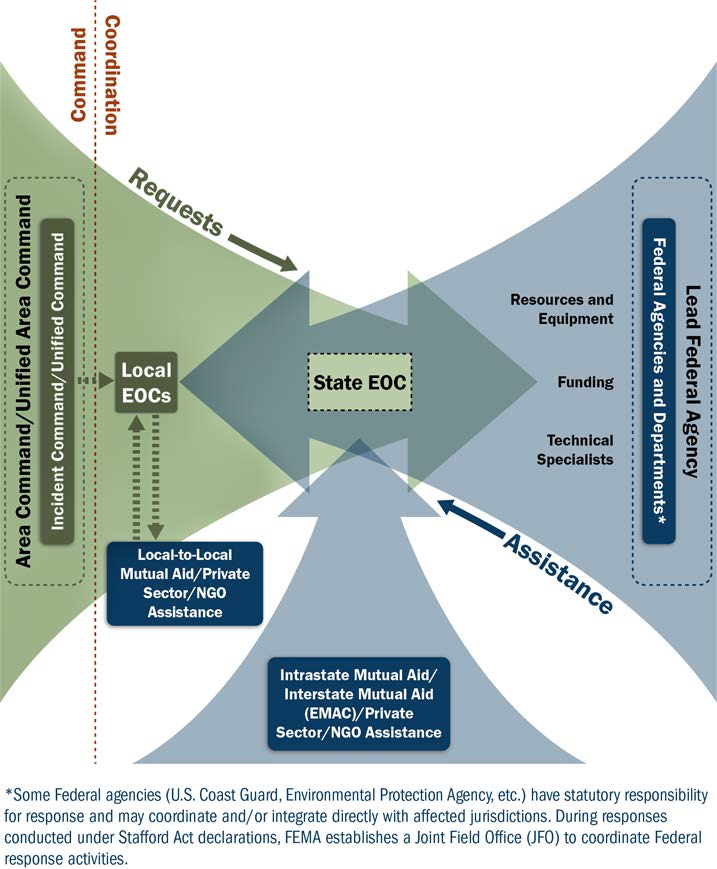 Command
Coordination
Requests
Area Command/Unified Area Command
Incident Command/Unified Command
Local
EOCs
State EOC
Resources and
Equipment
Funding
Technical
Specialists
Federal Agencies and Departments*
Lead Federal Agency
Local-to-Local
Mutual Aid/Private
Sector/NGO
Assistance
Assistance
Intrastate Mutual Aid/
Interstate Mutual Aid
(EMAC)/Private
Sector/NGO Assistance
*Some Federal agencies (U.S. Coast Guard, Environmental Protection Agency, etc.) have statutory responsibility
for response and may coordinate and/or integrate directly with affected jurisdictions. During responses
conducted under Stafford Act declarations, FEMA establishes a Joint Field Office (JFO) to coordinate Federal
response activities.